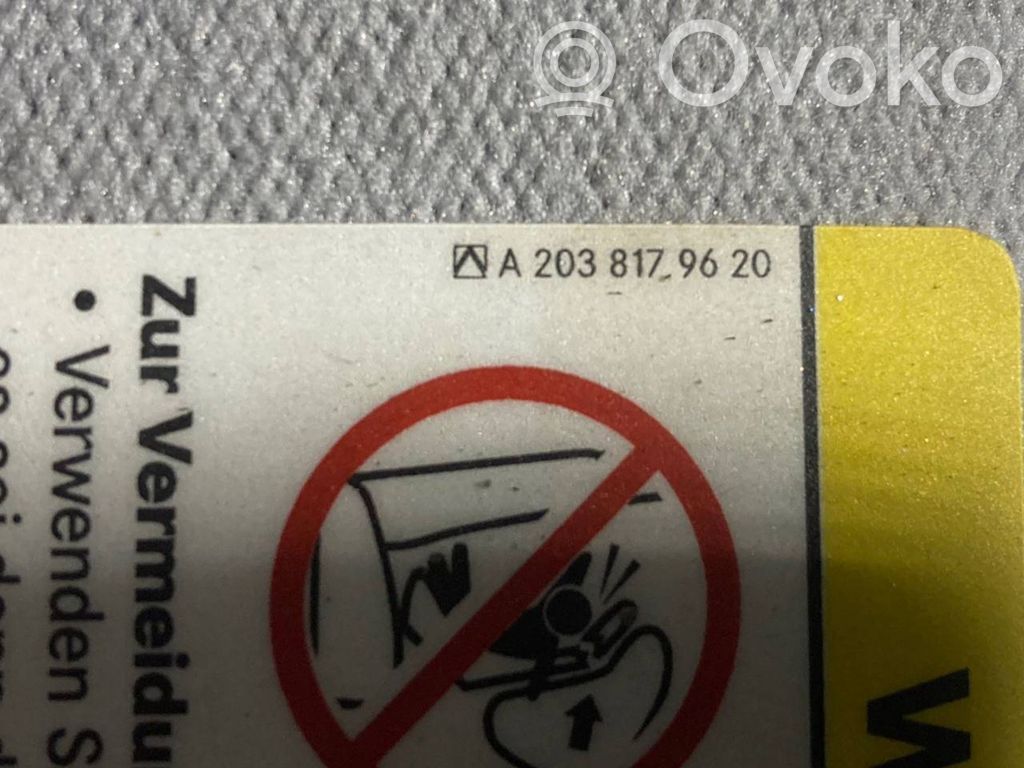 Ovoko
A 203 817 96 20
W
Zur Vermeidu
• Verwenden S